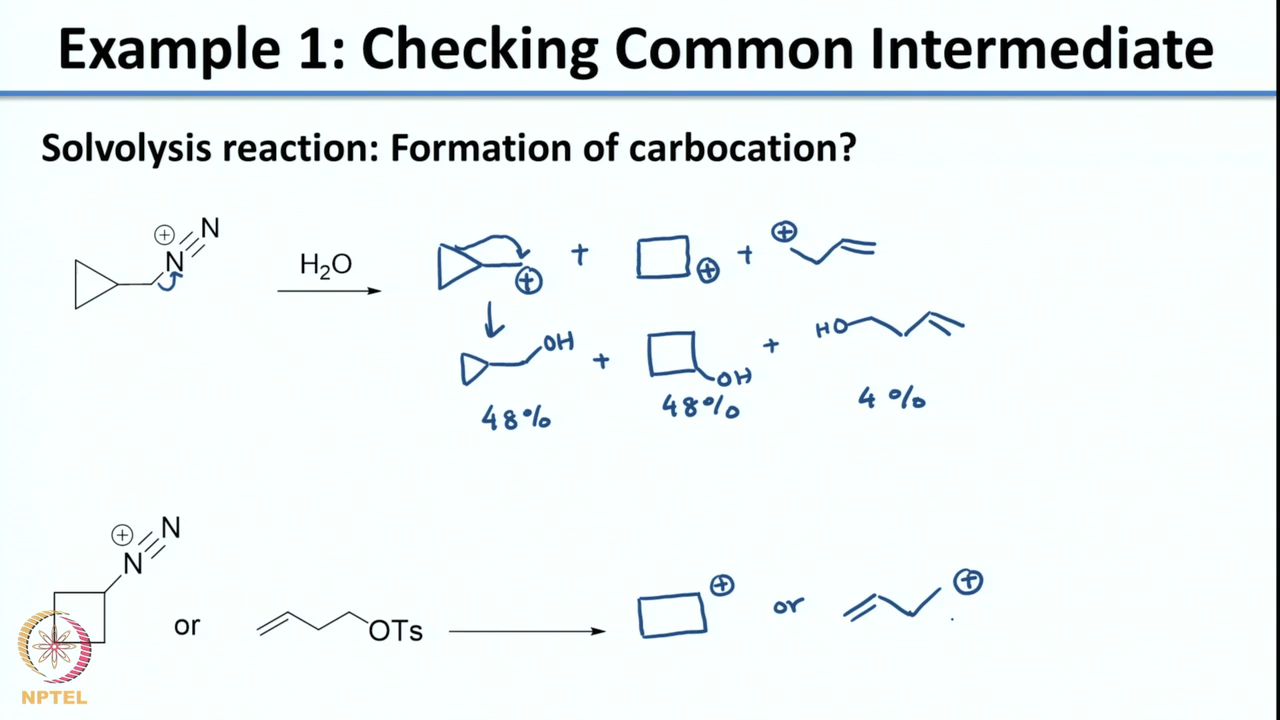 Example 1: Checking Common Intermediate
Solvolysis reaction: Formation of carbocation?
⊕ N
N
H₂O
⊕ + ⊕ + ⊕
OH + OH + HO
48% 48% 4%
⊕ N
N
or OTs
⊕ or ⊕
NPTEL